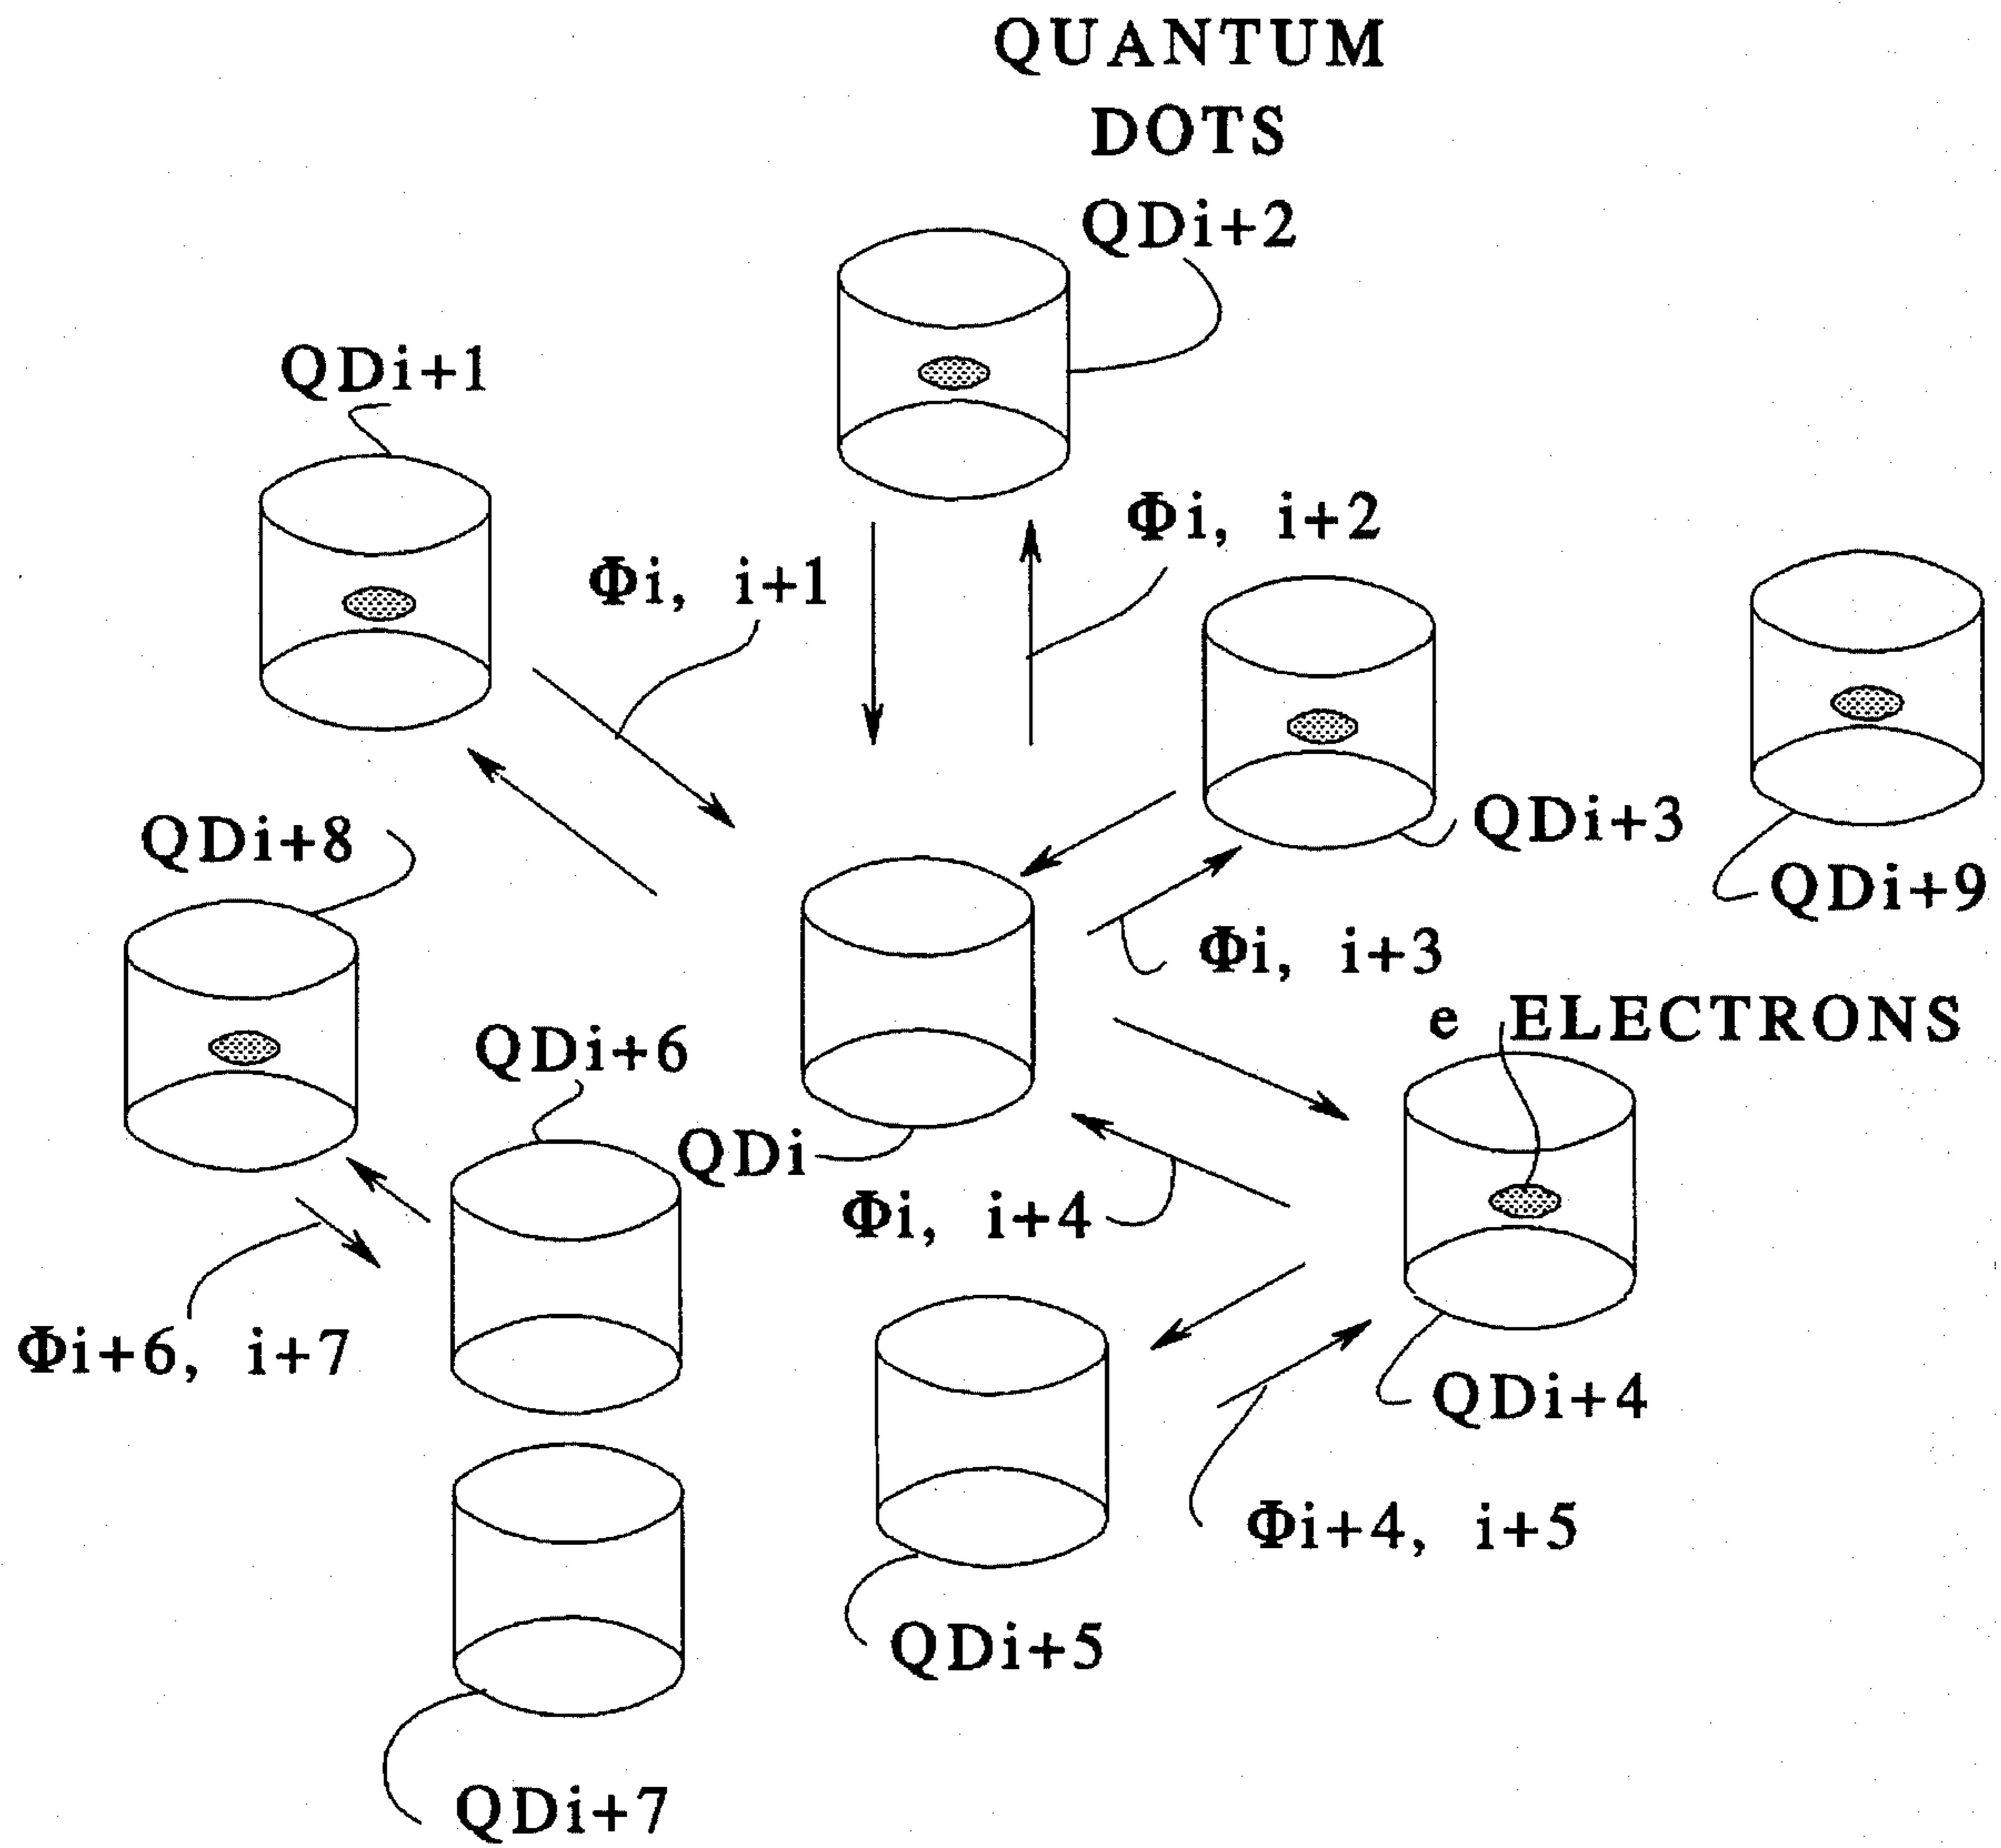 QUANTUM
DOTS
QDi+2
QDi+1
Φi, i+2
Φi, i+1
QDi+3
QDi+8
QDi+9
Φi, i+3
e ELECTRONS
QDi+6
QDi
Φi, i+4
Φi+6, i+7
QDi+4
Φi+4, i+5
QDi+5
QDi+7